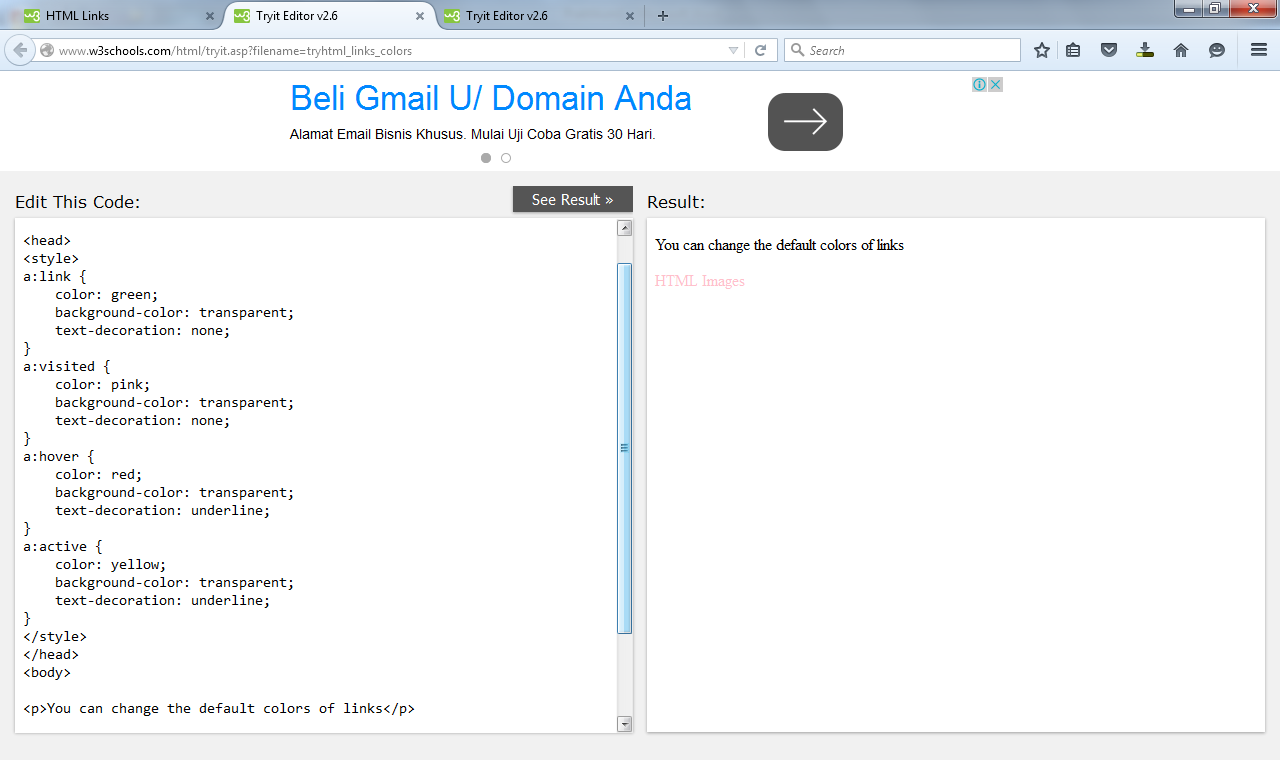 HTML Links
Tryit Editor v2.6
Tryit Editor v2.6
www.w3schools.com/html/tryit.asp?filename=tryhtml_links_colors
Search
Beli Gmail U/ Domain Anda
Alamat Email Bisnis Khusus. Mulai Uji Coba Gratis 30 Hari.
Edit This Code:
See Result »
<head>
<style>
a:link {
    color: green;
    background-color: transparent;
    text-decoration: none;
}
a:visited {
    color: pink;
    background-color: transparent;
    text-decoration: none;
}
a:hover {
    color: red;
    background-color: transparent;
    text-decoration: underline;
}
a:active {
    color: yellow;
    background-color: transparent;
    text-decoration: underline;
}
</style>
</head>
<body>
<p>You can change the default colors of links</p>
Result:
You can change the default colors of links
HTML Images